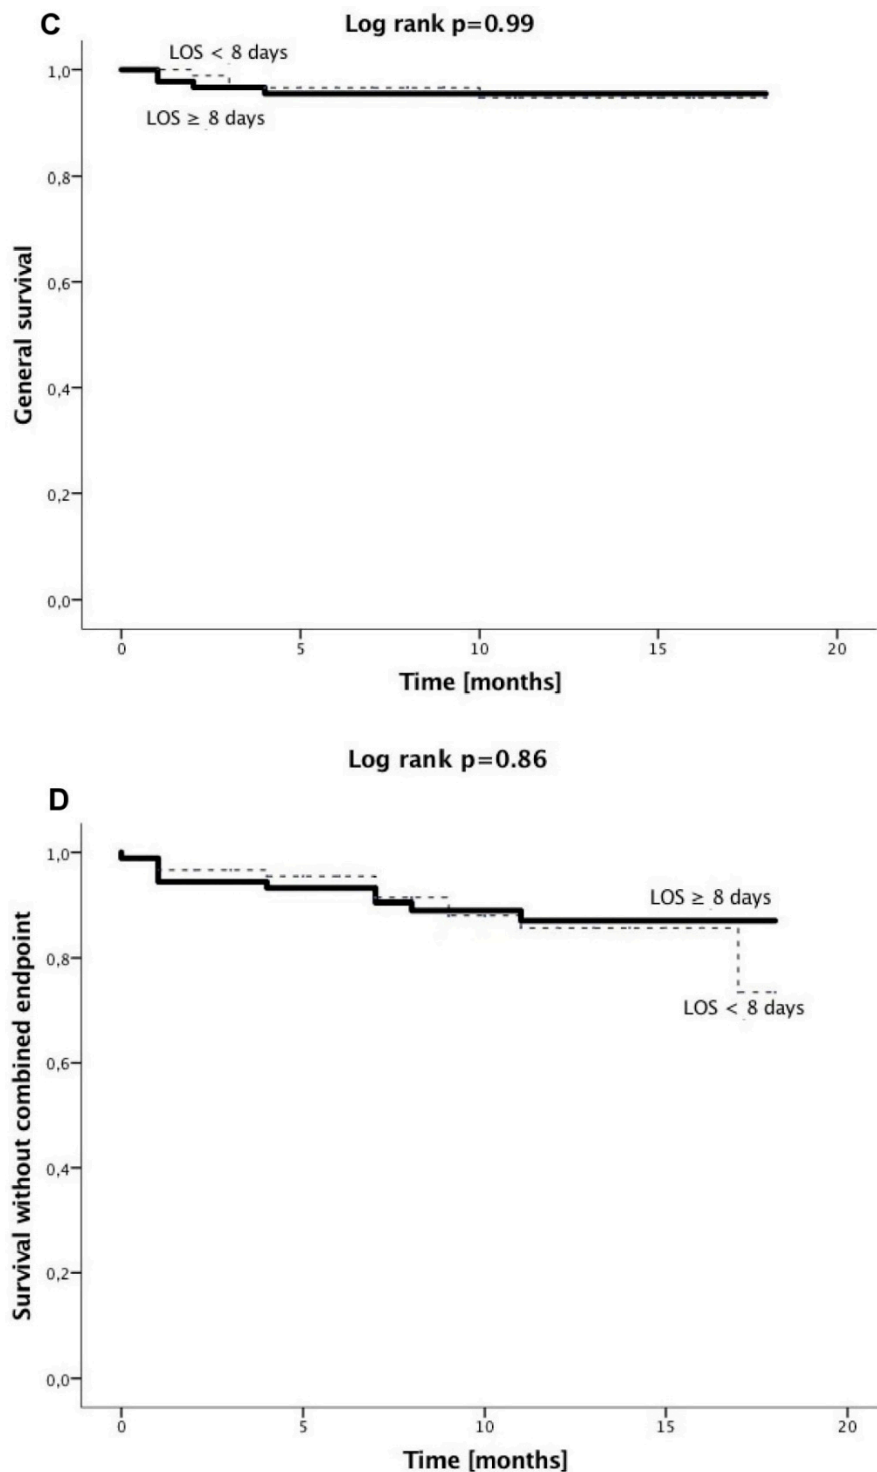 C
Log rank p=0.99
LOS < 8 days
LOS ≥ 8 days
1,0
0,8
0,6
0,4
0,2
0,0
General survival
0 5 10 15 20
Time [months]
Log rank p=0.86
D
LOS ≥ 8 days
LOS < 8 days
1,0
0,8
0,6
0,4
0,2
0,0
Survival without combined endpoint
0 5 10 15 20
Time [months]